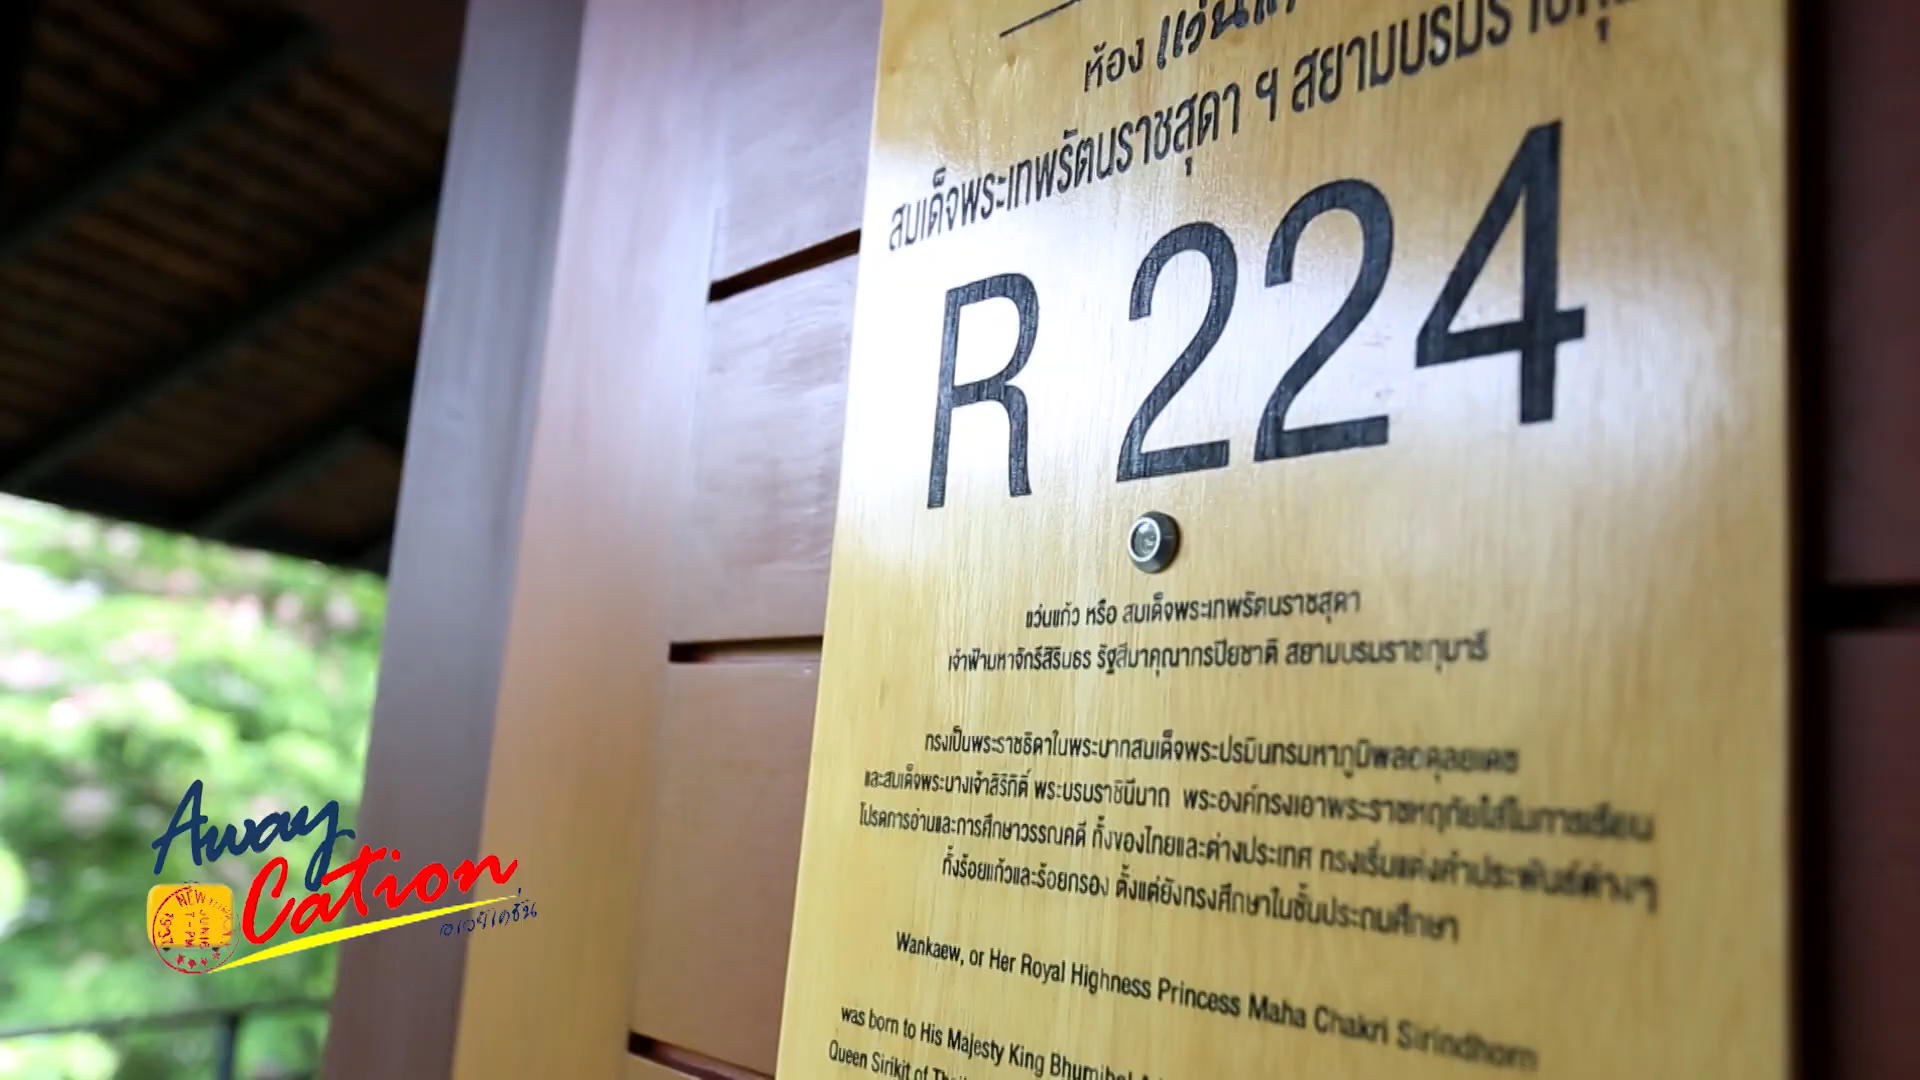 ห้อง แว่นแก้ว
สมเด็จพระเทพรัตนราชสุดา ฯ สยามบรมราชกุมารี
R 224
แว่นแก้ว หรือ สมเด็จพระเทพรัตนราชสุดา
เจ้าฟ้ามหาจักรีสิรินธร รัฐสีมาคุณากรปิยชาติ สยามบรมราชกุมารี
ทรงเป็นพระราชธิดาในพระบาทสมเด็จพระปรมินทรมหาภูมิพลอดุลยเดช
และสมเด็จพระนางเจ้าสิริกิติ์ พระบรมราชินีนาถ พระองค์ทรงเอาพระราชหฤทัยใส่ในการเรียน
โปรดการอ่านและการศึกษาวรรณคดี ทั้งของไทยและต่างประเทศ ทรงเริ่มแต่งคำประพันธ์ต่างๆ
ทั้งร้อยแก้วและร้อยกรอง ตั้งแต่ยังทรงศึกษาในชั้นประถมศึกษา
Wankaew, or Her Royal Highness Princess Maha Chakri Sirindhorn
was born to His Majesty King Bhumibol
Queen Sirikit of
Away
Cation
อเวย์เคชั่น